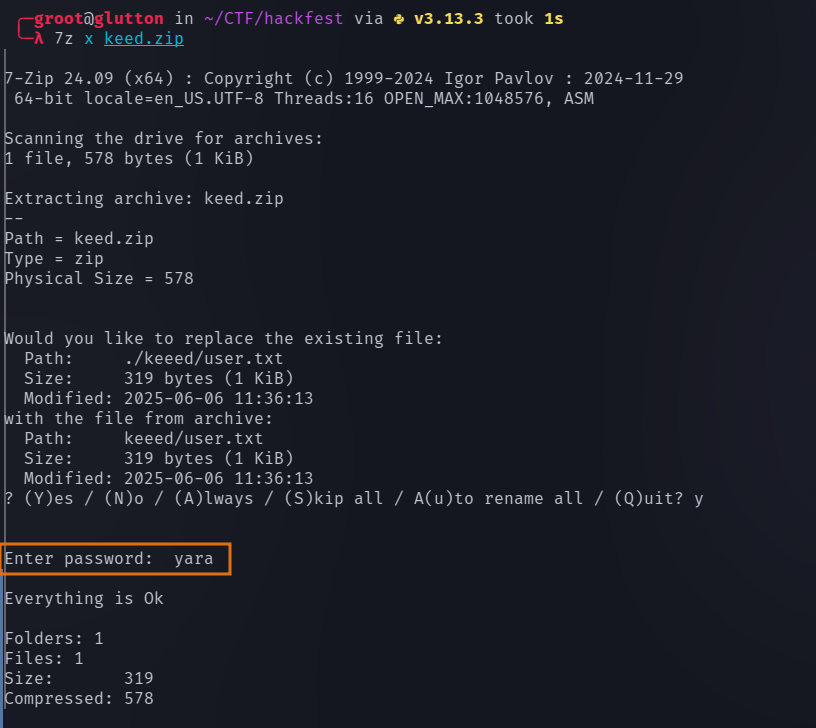 groot@glutton in ~/CTF/hackfest via v3.13.3 took 1s
λ 7z x keed.zip
7-Zip 24.09 (x64) : Copyright (c) 1999-2024 Igor Pavlov : 2024-11-29
64-bit locale=en_US.UTF-8 Threads:16 OPEN_MAX:1048576, ASM
Scanning the drive for archives:
1 file, 578 bytes (1 KiB)
Extracting archive: keed.zip
--
Path = keed.zip
Type = zip
Physical Size = 578
Would you like to replace the existing file:
Path:     ./keeed/user.txt
Size:     319 bytes (1 KiB)
Modified: 2025-06-06 11:36:13
with the file from archive:
Path:     keeed/user.txt
Size:     319 bytes (1 KiB)
Modified: 2025-06-06 11:36:13
? (Y)es / (N)o / (A)lways / (S)kip all / A(u)to rename all / (Q)uit? y
Enter password:  yara
Everything is Ok
Folders: 1
Files: 1
Size:       319
Compressed: 578